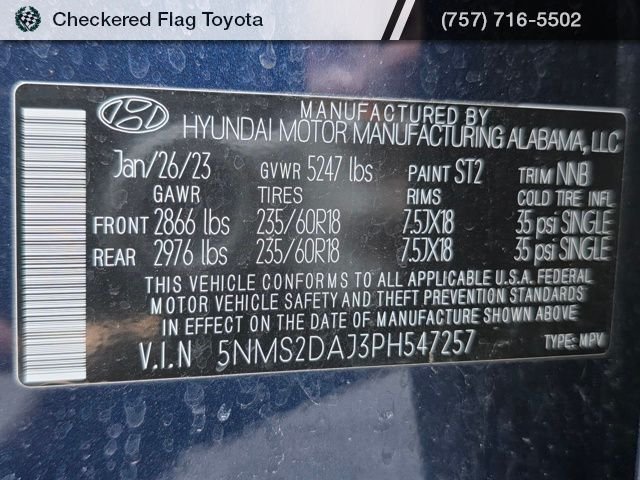 Checkered Flag Toyota (757) 716-5502
MANUFACTURED BY
HYUNDAI MOTOR MANUFACTURING ALABAMA, LLC
Jan/26/23 GVWR 5247 lbs PAINT ST2 TRIM NNB
GAWR TIRES RIMS COLD TIRE INFL
FRONT 2866 lbs 235/60R18 7.5JX18 35 psi SINGLE
REAR 2976 lbs 235/60R18 7.5JX18 35 psi SINGLE
THIS VEHICLE CONFORMS TO ALL APPLICABLE U.S.A. FEDERAL
MOTOR VEHICLE SAFETY AND THEFT PREVENTION STANDARDS
IN EFFECT ON THE DATE OF MANUFACTURE SHOWN ABOVE
V.I.N 5NMS2DAJ3PH547257 TYPE: MPV